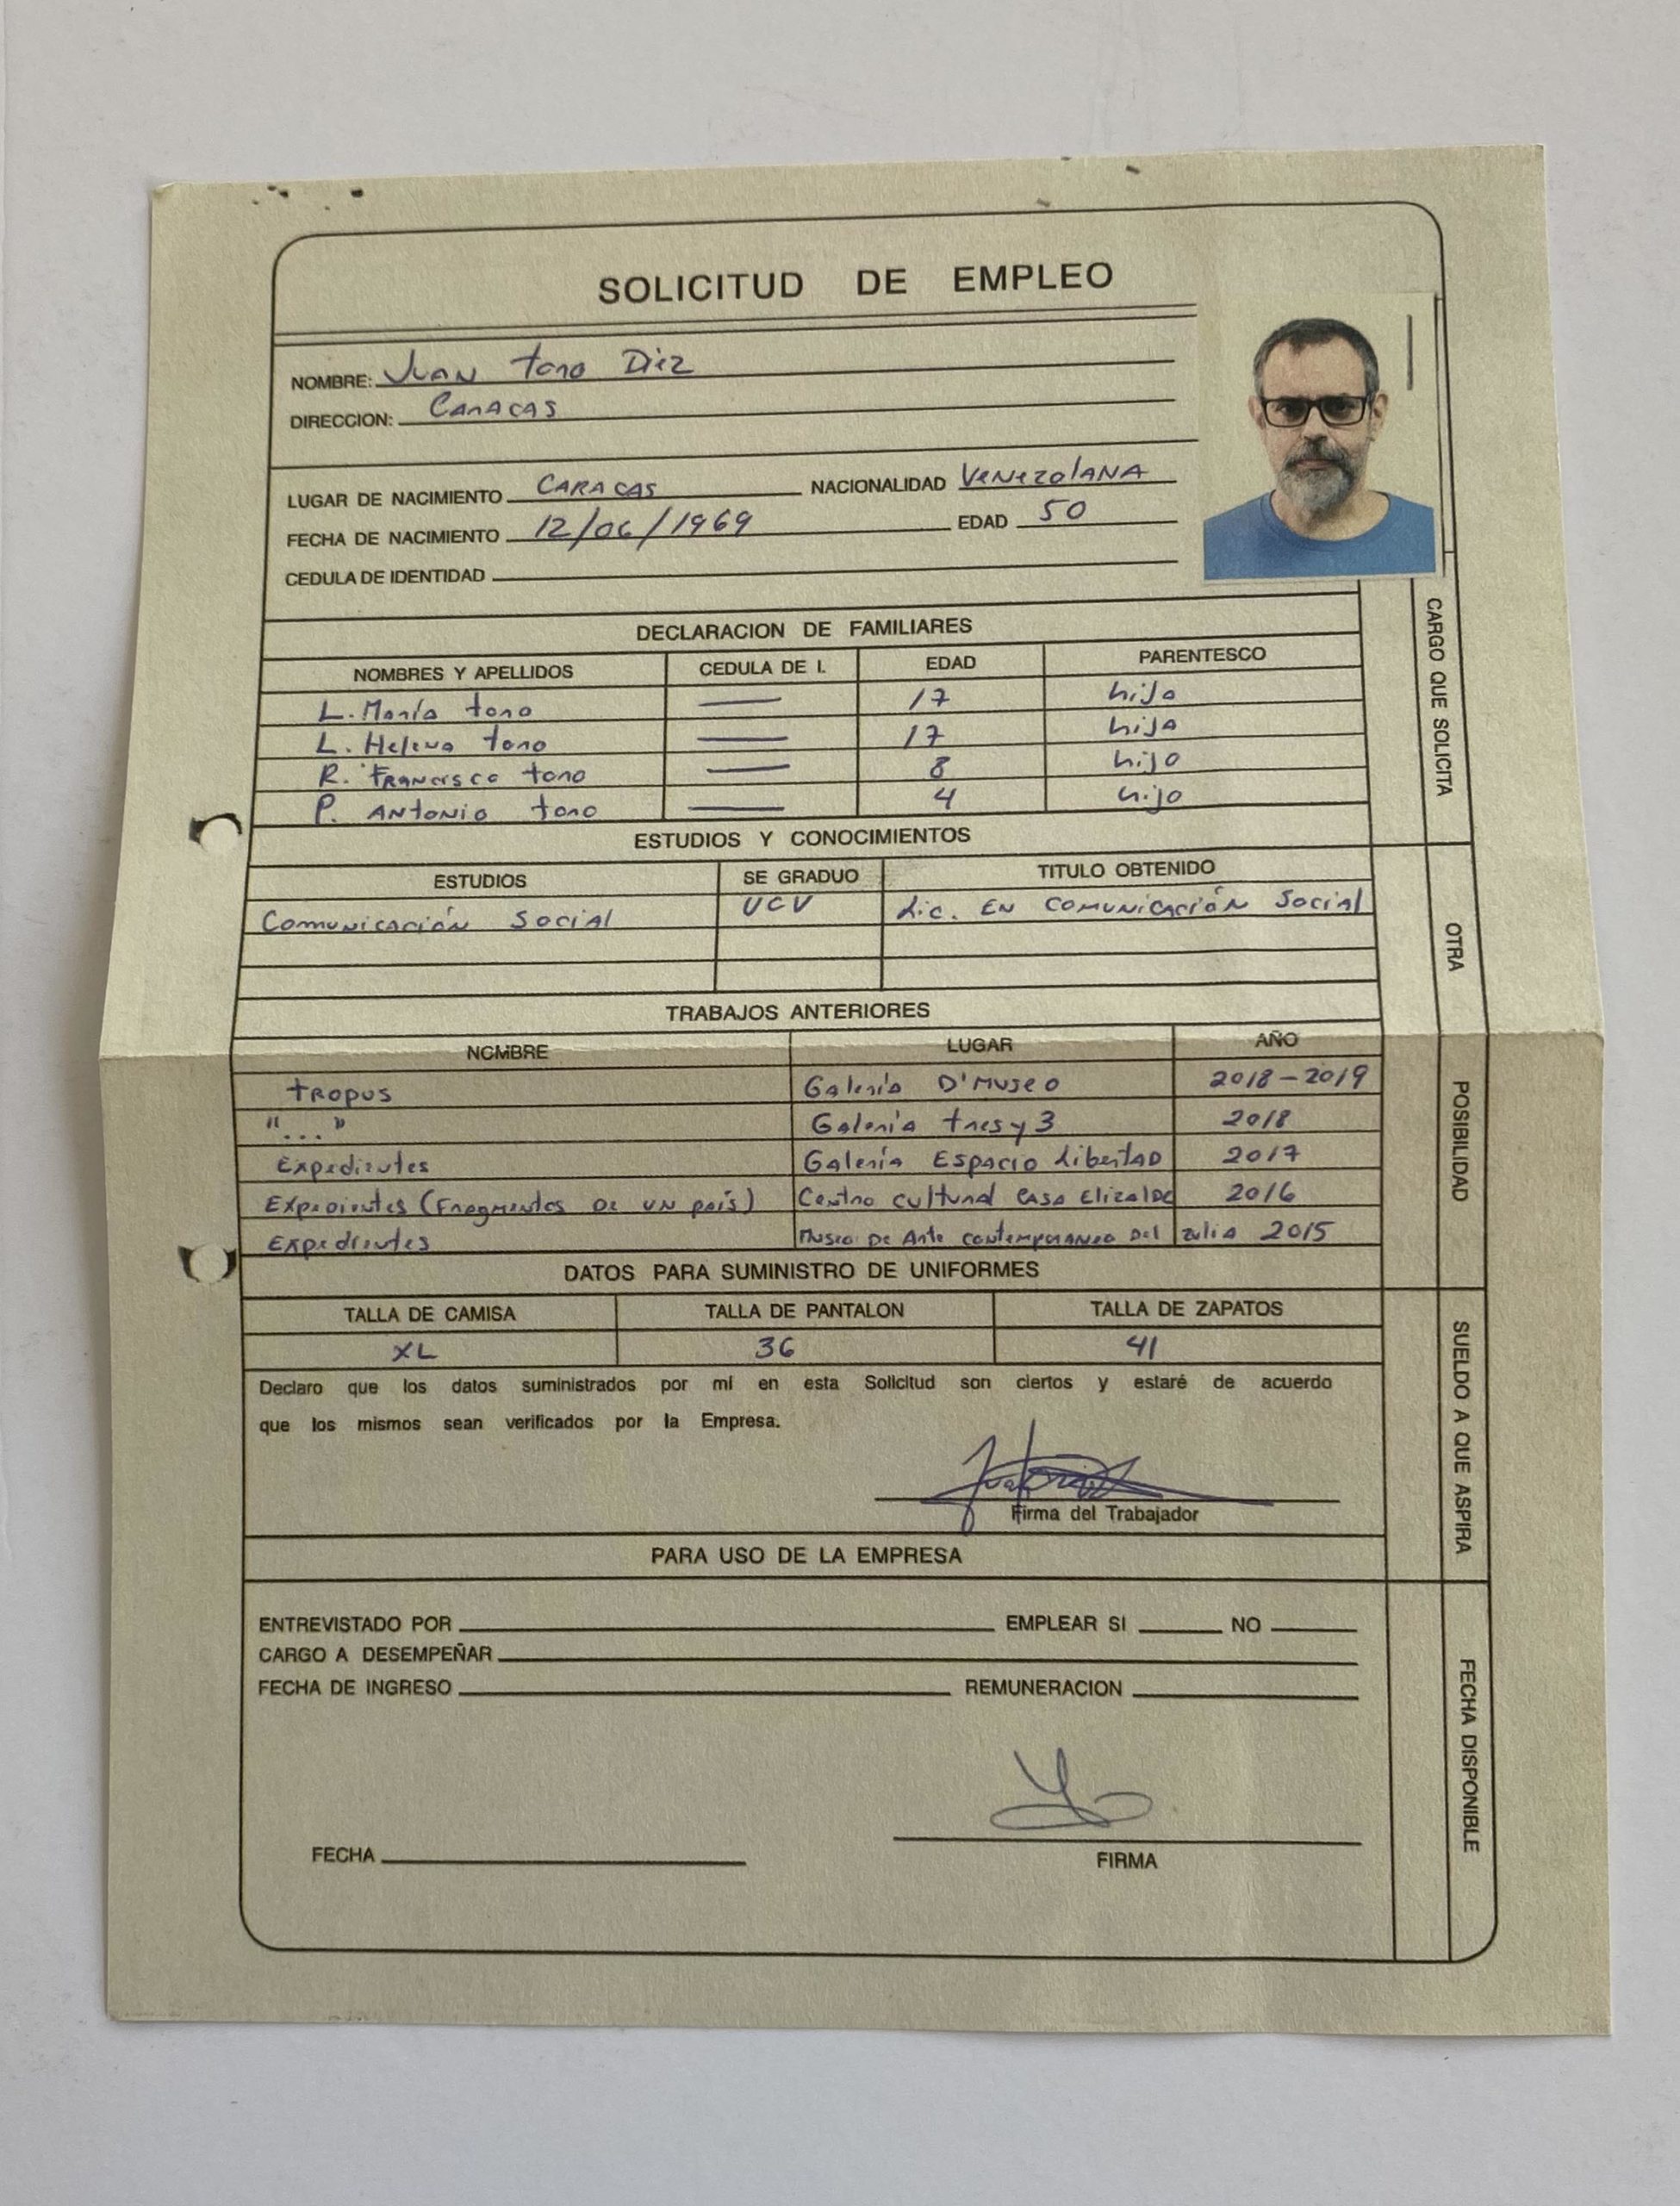 SOLICITUD DE EMPLEO
NOMBRE: Juan Toro Diez
DIRECCION: Caracas
LUGAR DE NACIMIENTO CARACAS NACIONALIDAD Venezolana
FECHA DE NACIMIENTO 12/06/1969 EDAD 50
CEDULA DE IDENTIDAD
DECLARACION DE FAMILIARES
NOMBRES Y APELLIDOS CEDULA DE I. EDAD PARENTESCO
L. María Toro — 17 hija
L. Helena Toro — 17 hija
R. Francisco Toro — 8 hijo
P. Antonio Toro — 4 hijo
ESTUDIOS Y CONOCIMIENTOS
ESTUDIOS SE GRADUO TITULO OBTENIDO
Comunicación Social UCV Lic. en Comunicación Social
TRABAJOS ANTERIORES
NOMBRE LUGAR AÑO
Tropus Galería D'Museo 2018-2019
"..." Galería tres y 3 2018
Expedientes Galería Espacio Libertad 2017
Expedientes (Fragmentos de un país) Centro Cultural Casa Elizalde 2016
Expedientes Museo de Arte Contemporaneo del Zulia 2015
DATOS PARA SUMINISTRO DE UNIFORMES
TALLA DE CAMISA TALLA DE PANTALON TALLA DE ZAPATOS
XL 36 41
Declaro que los datos suministrados por mí en esta Solicitud son ciertos y estaré de acuerdo
que los mismos sean verificados por la Empresa.
Firma del Trabajador
PARA USO DE LA EMPRESA
ENTREVISTADO POR EMPLEAR SI NO
CARGO A DESEMPEÑAR
FECHA DE INGRESO REMUNERACION
FECHA FIRMA
CARGO QUE SOLICITA
OTRA
POSIBILIDAD
SUELDO A QUE ASPIRA
FECHA DISPONIBLE